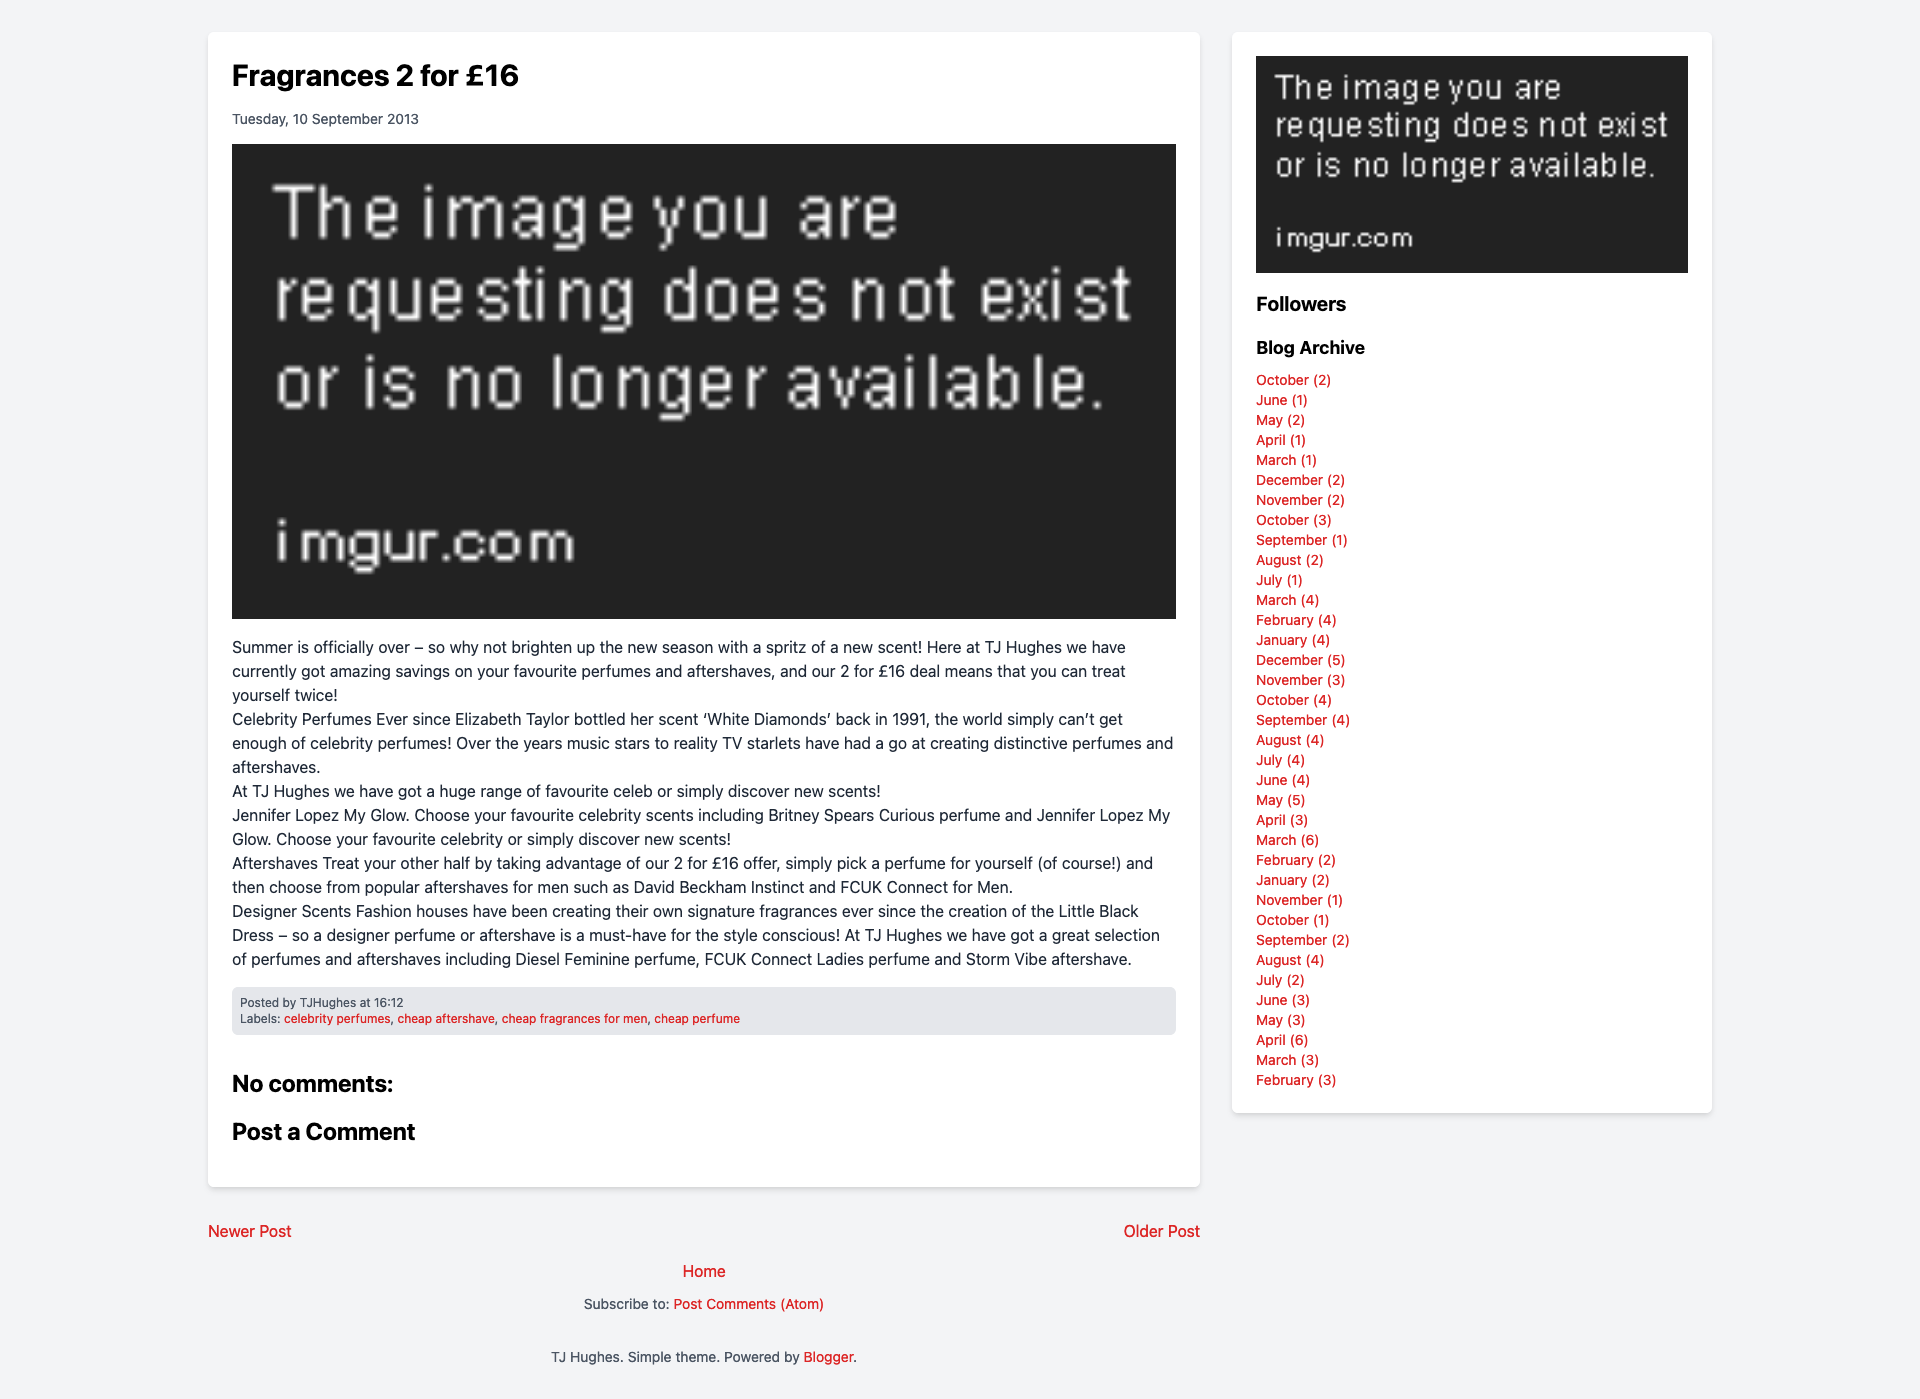 Fragrances 2 for £16
Tuesday, 10 September 2013
The image you are
requesting does not exist
or is no longer available.
imgur.com
Summer is officially over – so why not brighten up the new season with a spritz of a new scent! Here at TJ Hughes we have
currently got amazing savings on your favourite perfumes and aftershaves, and our 2 for £16 deal means that you can treat
yourself twice!
Celebrity Perfumes Ever since Elizabeth Taylor bottled her scent ‘White Diamonds’ back in 1991, the world simply can’t get
enough of celebrity perfumes! Over the years music stars to reality TV starlets have had a go at creating distinctive perfumes and
aftershaves.
At TJ Hughes we have got a huge range of favourite celeb or simply discover new scents!
Jennifer Lopez My Glow. Choose your favourite celebrity scents including Britney Spears Curious perfume and Jennifer Lopez My
Glow. Choose your favourite celebrity or simply discover new scents!
Aftershaves Treat your other half by taking advantage of our 2 for £16 offer, simply pick a perfume for yourself (of course!) and
then choose from popular aftershaves for men such as David Beckham Instinct and FCUK Connect for Men.
Designer Scents Fashion houses have been creating their own signature fragrances ever since the creation of the Little Black
Dress – so a designer perfume or aftershave is a must-have for the style conscious! At TJ Hughes we have got a great selection
of perfumes and aftershaves including Diesel Feminine perfume, FCUK Connect Ladies perfume and Storm Vibe aftershave.
Posted by TJHughes at 16:12
Labels: celebrity perfumes, cheap aftershave, cheap fragrances for men, cheap perfume
No comments:
Post a Comment
Newer Post
Older Post
Home
Subscribe to: Post Comments (Atom)
TJ Hughes. Simple theme. Powered by Blogger.
The image you are
requesting does not exist
or is no longer available.
imgur.com
Followers
Blog Archive
October (2)
June (1)
May (2)
April (1)
March (1)
December (2)
November (2)
October (3)
September (1)
August (2)
July (1)
March (4)
February (4)
January (4)
December (5)
November (3)
October (4)
September (4)
August (4)
July (4)
June (4)
May (5)
April (3)
March (6)
February (2)
January (2)
November (1)
October (1)
September (2)
August (4)
July (2)
June (3)
May (3)
April (6)
March (3)
February (3)